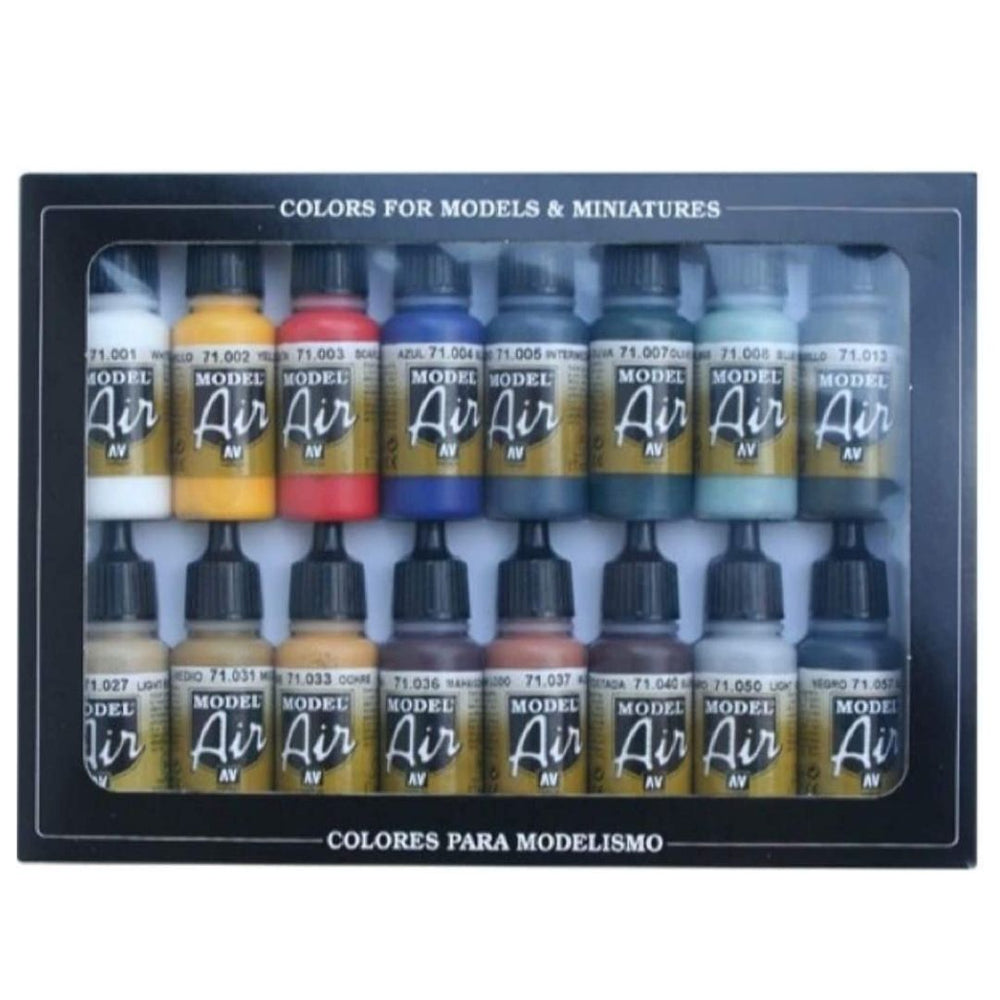 COLORS FOR MODELS & MINIATURES
71.001
71.002
71.003
AZUL 71.004
71.005
71.007
71.008
71.013
MODEL Air AV
MODEL Air AV
MODEL Air AV
MODEL Air AV
MODEL Air AV
MODEL Air AV
MODEL Air AV
MODEL Air AV
71.027 LIGHT
71.031
71.033 OCHRE
71.036
71.037
71.040
71.050 LIGHT
NEGRO 71.057
MODEL Air AV
MODEL Air AV
MODEL Air AV
MODEL Air AV
MODEL Air AV
MODEL Air AV
MODEL Air AV
MODEL Air AV
COLORES PARA MODELISMO